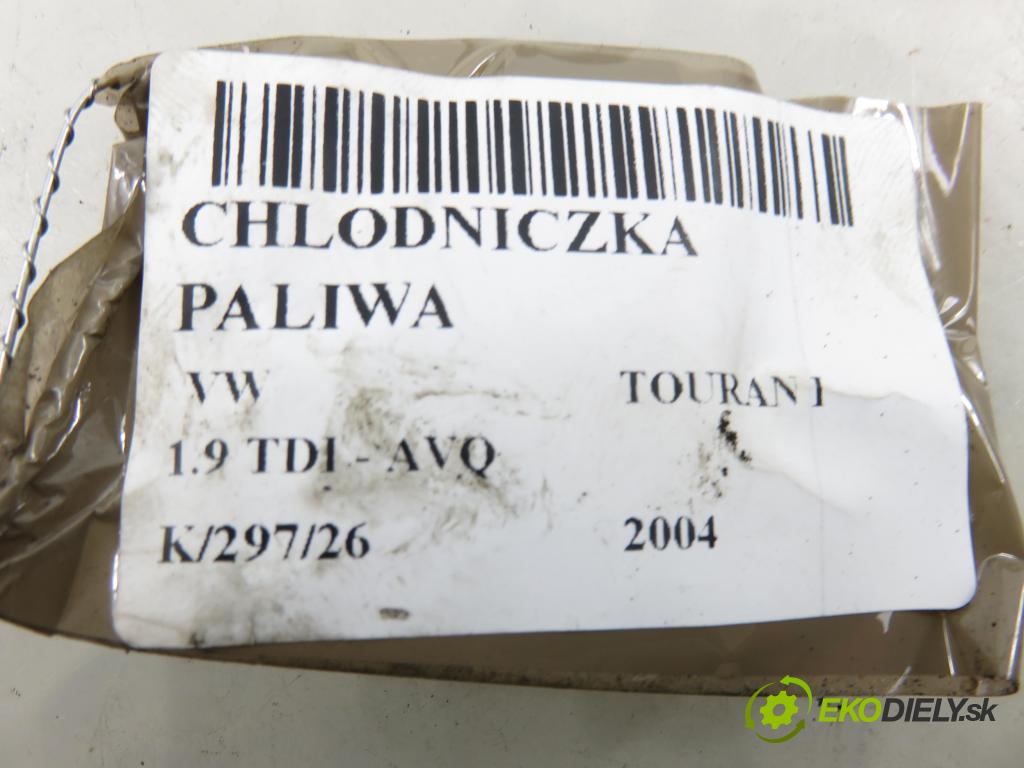 CHLODNICZKA
PALIWA
VW TOURAN I
1.9 TDI - AVQ
K/297/26 2004
EKODIELY.sk